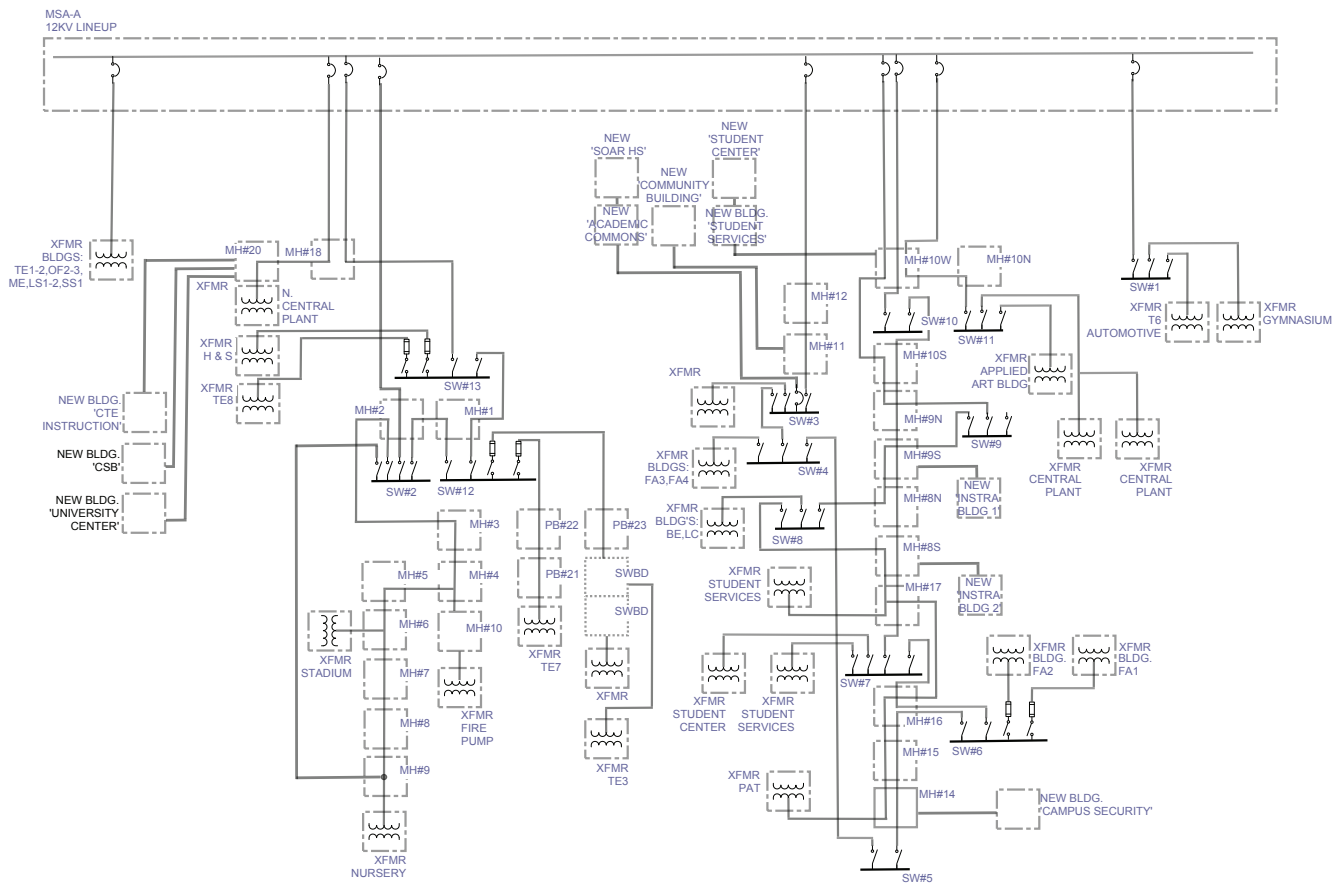 MSA-A
12KV LINEUP
NEW
'SOAR HS'
NEW
'STUDENT
CENTER'
NEW
'COMMUNITY
BUILDING'
NEW
'ACADEMIC
COMMONS'
NEW BLDG.
'STUDENT
SERVICES'
XFMR
BLDGS:
TE1-2,OF2-3,
ME,LS1-2,SS1
MH#20
MH#18
XFMR
N.
CENTRAL
PLANT
XFMR
H & S
XFMR
TE8
SW#13
NEW BLDG.
'CTE
INSTRUCTION'
NEW BLDG.
'CSB'
NEW BLDG.
'UNIVERSITY
CENTER'
MH#2
MH#1
SW#2
SW#12
MH#3
MH#4
MH#5
MH#6
MH#10
MH#7
MH#8
MH#9
XFMR
STADIUM
XFMR
FIRE
PUMP
XFMR
NURSERY
PB#22
PB#21
XFMR
TE7
PB#23
SWBD
SWBD
XFMR
XFMR
TE3
MH#12
MH#11
XFMR
SW#3
XFMR
BLDGS:
FA3,FA4
SW#4
XFMR
BLDG'S:
BE,LC
SW#8
XFMR
STUDENT
SERVICES
XFMR
STUDENT
CENTER
XFMR
STUDENT
SERVICES
SW#7
XFMR
PAT
MH#10W
MH#10N
SW#10
SW#11
MH#10S
MH#9N
MH#9S
SW#9
MH#8N
MH#8S
MH#17
MH#16
MH#15
MH#14
SW#5
SW#6
NEW
'INSTRA
BLDG 1'
NEW
'INSTRA
BLDG 2'
XFMR
BLDG.
FA2
XFMR
BLDG.
FA1
NEW BLDG.
'CAMPUS SECURITY'
XFMR
APPLIED
ART BLDG
XFMR
CENTRAL
PLANT
XFMR
CENTRAL
PLANT
SW#1
XFMR
T6
AUTOMOTIVE
XFMR
GYMNASIUM